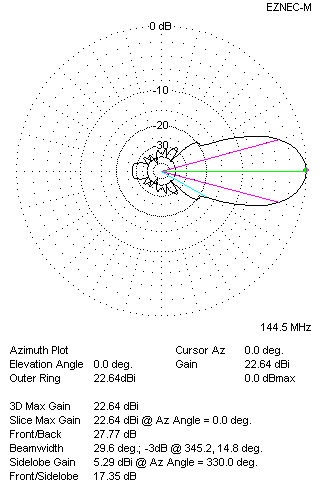 EZNEC-M
0 dB
-10
-20
-30
144.5 MHz
Azimuth Plot Cursor Az 0.0 deg.
Elevation Angle 0.0 deg. Gain 22.64 dBi
Outer Ring 22.64dBi 0.0 dBmax
3D Max Gain 22.64 dBi
Slice Max Gain 22.64 dBi @ Az Angle = 0.0 deg.
Front/Back 27.77 dB
Beamwidth 29.6 deg.; -3dB @ 345.2, 14.8 deg.
Sidelobe Gain 5.29 dBi @ Az Angle = 330.0 deg.
Front/Sidelobe 17.35 dB